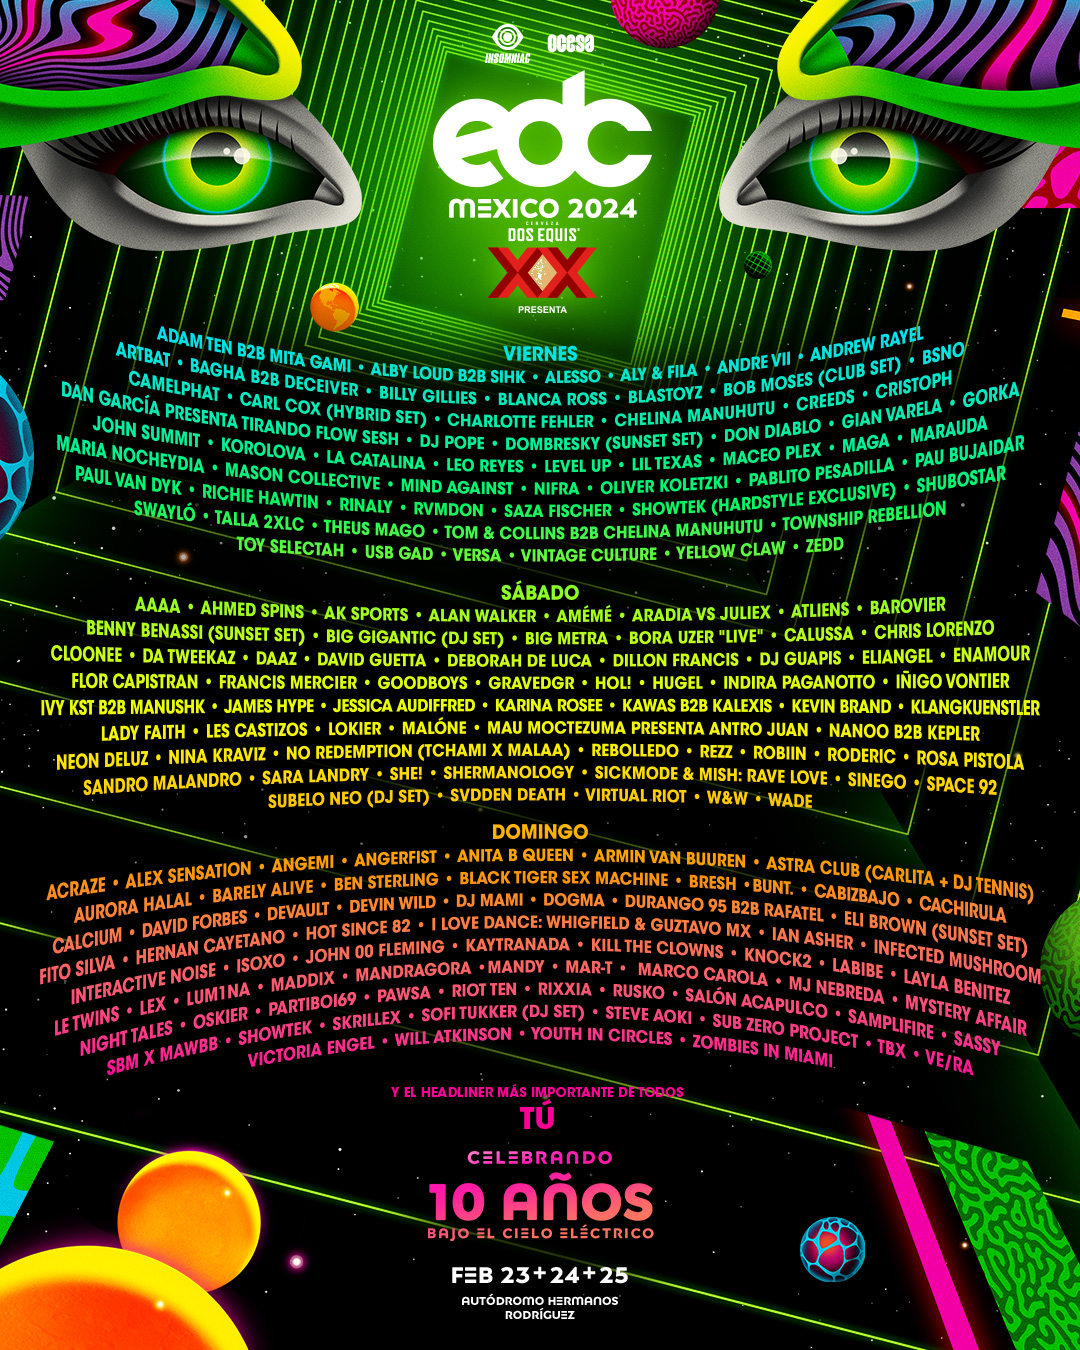 INSOMNIAC
ocesa
edc
MEXICO 2024
CERVEZA
DOS EQUIS
XX
PRESENTA
VIERNES
ADAM TEN B2B MITA GAMI • ALBY LOUD B2B SIHK • ALESSO • ALY & FILA • ANDRE VII • ANDREW RAYEL
ARTBAT • BAGHA B2B DECEIVER • BILLY GILLIES • BLANCA ROSS • BLASTOYZ • BOB MOSES (CLUB SET) • BSNO
CAMELPHAT • CARL COX (HYBRID SET) • CHARLOTTE FEHLER • CHELINA MANUHUTU • CREEDS • CRISTOPH
DAN GARCÍA PRESENTA TIRANDO FLOW SESH • DJ POPE • DOMBRESKY (SUNSET SET) • DON DIABLO • GIAN VARELA • GORKA
JOHN SUMMIT • KOROLOVA • LA CATALINA • LEO REYES • LEVEL UP • LIL TEXAS • MACEO PLEX • MAGA • MARAUDA
MARIA NOCHEYDIA • MASON COLLECTIVE • MIND AGAINST • NIFRA • OLIVER KOLETZKI • PABLITO PESADILLA • PAU BUJAIDAR
PAUL VAN DYK • RICHIE HAWTIN • RINALY • RVMDON • SAZA FISCHER • SHOWTEK (HARDSTYLE EXCLUSIVE) • SHUBOSTAR
SWAYLÓ • TALLA 2XLC • THEUS MAGO • TOM & COLLINS B2B CHELINA MANUHUTU • TOWNSHIP REBELLION
TOY SELECTAH • USB GAD • VERSA • VINTAGE CULTURE • YELLOW CLAW • ZEDD
SÁBADO
AAAA • AHMED SPINS • AK SPORTS • ALAN WALKER • AMÉMÉ • ARADIA VS JULIEX • ATLIENS • BAROVIER
BENNY BENASSI (SUNSET SET) • BIG GIGANTIC (DJ SET) • BIG METRA • BORA UZER "LIVE" • CALUSSA • CHRIS LORENZO
CLOONEE • DA TWEEKAZ • DAAZ • DAVID GUETTA • DEBORAH DE LUCA • DILLON FRANCIS • DJ GUAPIS • ELIANGEL • ENAMOUR
FLOR CAPISTRAN • FRANCIS MERCIER • GOODBOYS • GRAVEDGR • HOL! • HUGEL • INDIRA PAGANOTTO • IÑIGO VONTIER
IVY KST B2B MANUSHK • JAMES HYPE • JESSICA AUDIFFRED • KARINA ROSEE • KAWAS B2B KALEXIS • KEVIN BRAND • KLANGKUENSTLER
LADY FAITH • LES CASTIZOS • LOKIER • MALÓNE • MAU MOCTEZUMA PRESENTA ANTRO JUAN • NANOO B2B KEPLER
NEON DELUZ • NINA KRAVIZ • NO REDEMPTION (TCHAMI X MALAA) • REBOLLEDO • REZZ • ROBIIN • RODERIC • ROSA PISTOLA
SANDRO MALANDRO • SARA LANDRY • SHE! • SHERMANOLOGY • SICKMODE & MISH: RAVE LOVE • SINEGO • SPACE 92
SUBELO NEO (DJ SET) • SVDDEN DEATH • VIRTUAL RIOT • W&W • WADE
DOMINGO
ACRAZE • ALEX SENSATION • ANGEMI • ANGERFIST • ANITA B QUEEN • ARMIN VAN BUUREN • ASTRA CLUB (CARLITA + DJ TENNIS)
AURORA HALAL • BARELY ALIVE • BEN STERLING • BLACK TIGER SEX MACHINE • BRESH • BUNT. • CABIZBAJO • CACHIRULA
CALCIUM • DAVID FORBES • DEVAULT • DEVIN WILD • DJ MAMI • DOGMA • DURANGO 95 B2B RAFATEL • ELI BROWN (SUNSET SET)
FITO SILVA • HERNAN CAYETANO • HOT SINCE 82 • I LOVE DANCE: WHIGFIELD & GUZTAVO MX • IAN ASHER • INFECTED MUSHROOM
INTERACTIVE NOISE • ISOXO • JOHN 00 FLEMING • KAYTRANADA • KILL THE CLOWNS • KNOCK2 • LABIBE • LAYLA BENITEZ
LE TWINS • LEX • LUM1NA • MADDIX • MANDRAGORA • MANDY • MAR-T • MARCO CAROLA • MJ NEBREDA • MYSTERY AFFAIR
NIGHT TALES • OSKIER • PARTIBOI69 • PAWSA • RIOT TEN • RIXXIA • RUSKO • SALÓN ACAPULCO • SAMPLIFIRE • SASSY
SBM X MAWBB • SHOWTEK • SKRILLEX • SOFI TUKKER (DJ SET) • STEVE AOKI • SUB ZERO PROJECT • TBX • VE/RA
VICTORIA ENGEL • WILL ATKINSON • YOUTH IN CIRCLES • ZOMBIES IN MIAMI
Y EL HEADLINER MÁS IMPORTANTE DE TODOS
TÚ
CELEBRANDO
10 AÑOS
BAJO EL CIELO ELÉCTRICO
FEB 23+24+25
AUTÓDROMO HERMANOS
RODRÍGUEZ